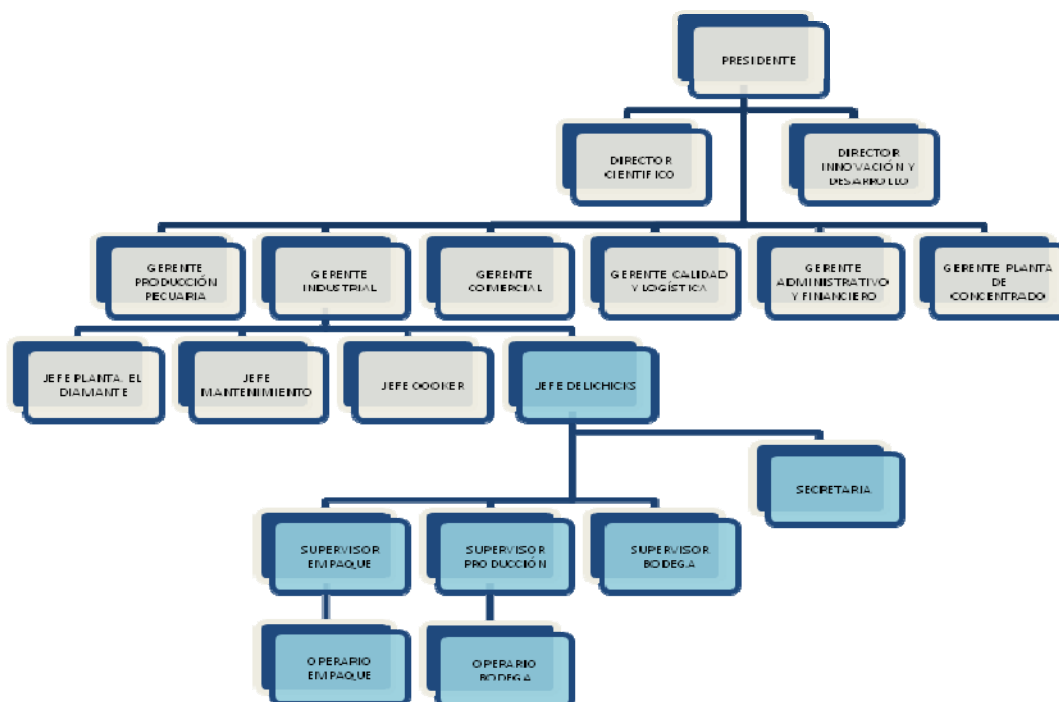 PRESIDENTE
DIRECTOR
CIENTIFICO
DIRECTOR
INNOVACIÓN Y
DESARROLLO
GERENTE
PRODUCCIÓN
PECUARIA
GERENTE
INDUSTRIAL
GERENTE
COMERCIAL
GERENTE CALIDAD
Y LOGÍSTICA
GERENTE
ADMINISTRATIVO
Y FINANCIERO
GERENTE PLANTA
DE
CONCENTRADO
JEFE PLANTA EL
DIAMANTE
JEFE
MANTENIMIENTO
JEFE COOKER
JEFE DELICHICKS
SECRETARIA
SUPERVISOR
EMPAQUE
SUPERVISOR
PRODUCCIÓN
SUPERVISOR
BODEGA
OPERARIO
EMPAQUE
OPERARIO
BODEGA